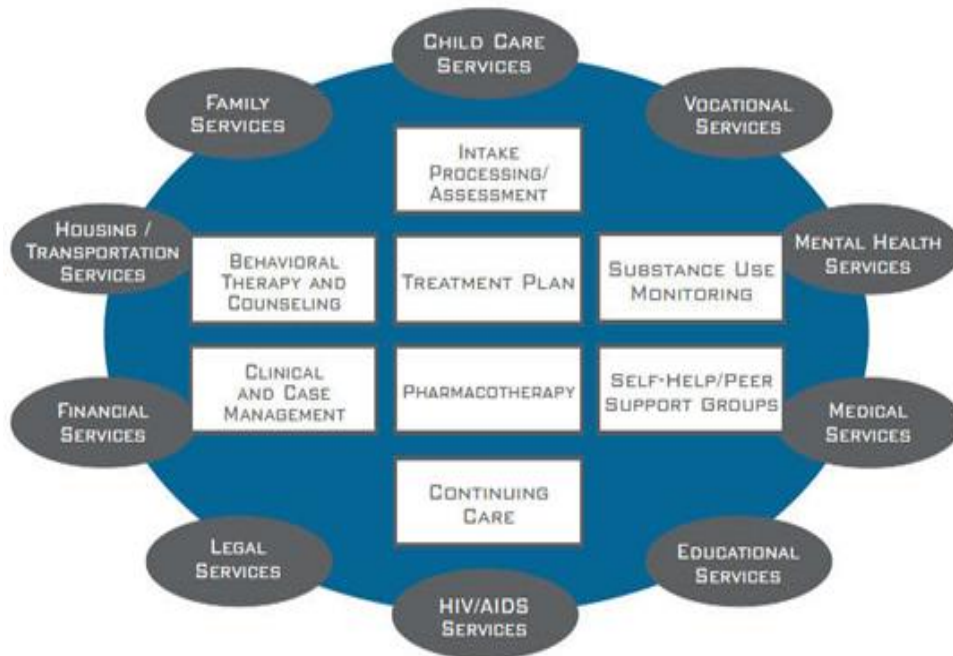 CHILD CARE
SERVICES
FAMILY
SERVICES
VOCATIONAL
SERVICES
INTAKE
PROCESSING/
ASSESSMENT
HOUSING /
TRANSPORTATION
SERVICES
BEHAVIORAL
THERAPY AND
COUNSELING
TREATMENT PLAN
SUBSTANCE USE
MONITORING
MENTAL HEALTH
SERVICES
CLINICAL
AND CASE
MANAGEMENT
PHARMACOTHERAPY
SELF-HELP/PEER
SUPPORT GROUPS
FINANCIAL
SERVICES
MEDICAL
SERVICES
CONTINUING
CARE
LEGAL
SERVICES
EDUCATIONAL
SERVICES
HIV/AIDS
SERVICES